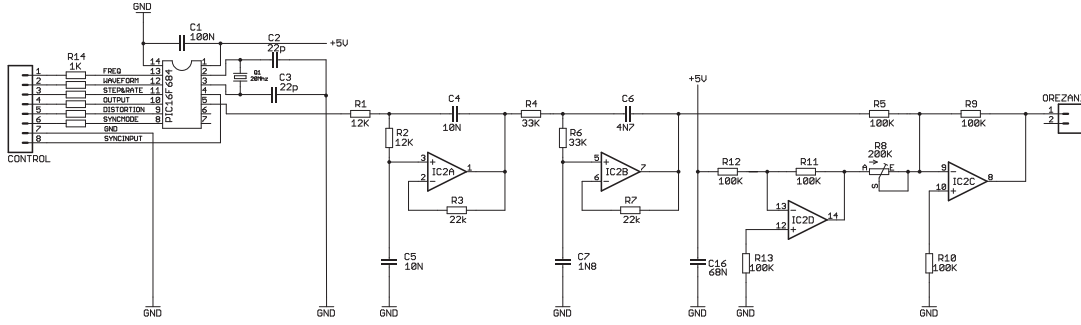 GND
C1
100N
C2
22p
+5V
R14
1K
14
13
12
11
10
9
8
1
2
3
4
5
6
7
PIC16F684
Q1
20MHz
C3
22p
1
2
3
4
5
6
7
8
FREQ
WAVEFORM
STEP&RATE
OUTPUT
DISTORTION
SYNCMODE
GND
SYNCINPUT
CONTROL
R1
12K
R2
12K
C4
10N
3
2
1
IC2A
R3
22k
C5
10N
R4
33K
R6
33K
C6
4N7
5
6
7
IC2B
R7
22k
C7
1N8
+5V
R12
100K
R11
100K
C16
68N
13
12
14
IC2D
R13
100K
R5
100K
R8
200K
A
E
S
R9
100K
9
10
8
IC2C
R10
100K
OREZANI
1
2
GND
GND
GND
GND
GND
GND
GND